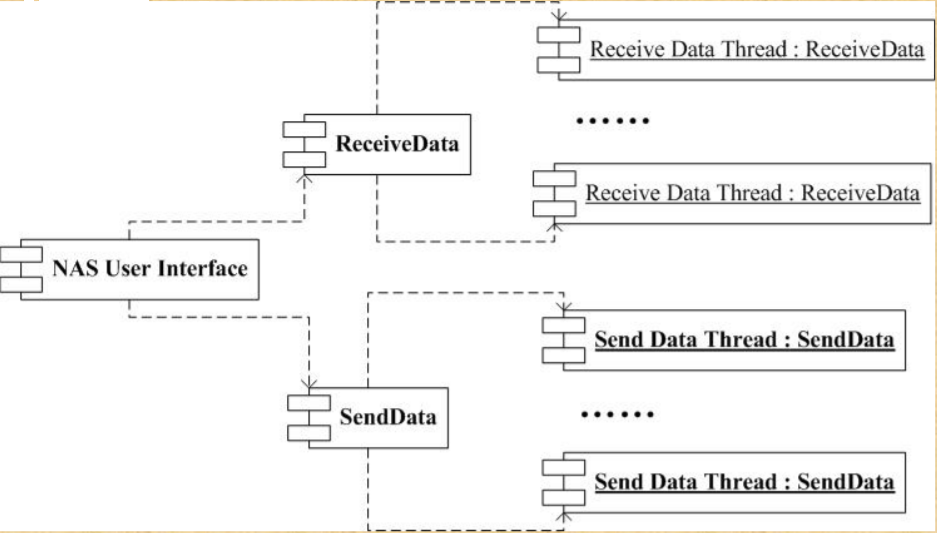 Receive Data Thread : ReceiveData
......
ReceiveData
Receive Data Thread : ReceiveData
NAS User Interface
Send Data Thread : SendData
......
SendData
Send Data Thread : SendData